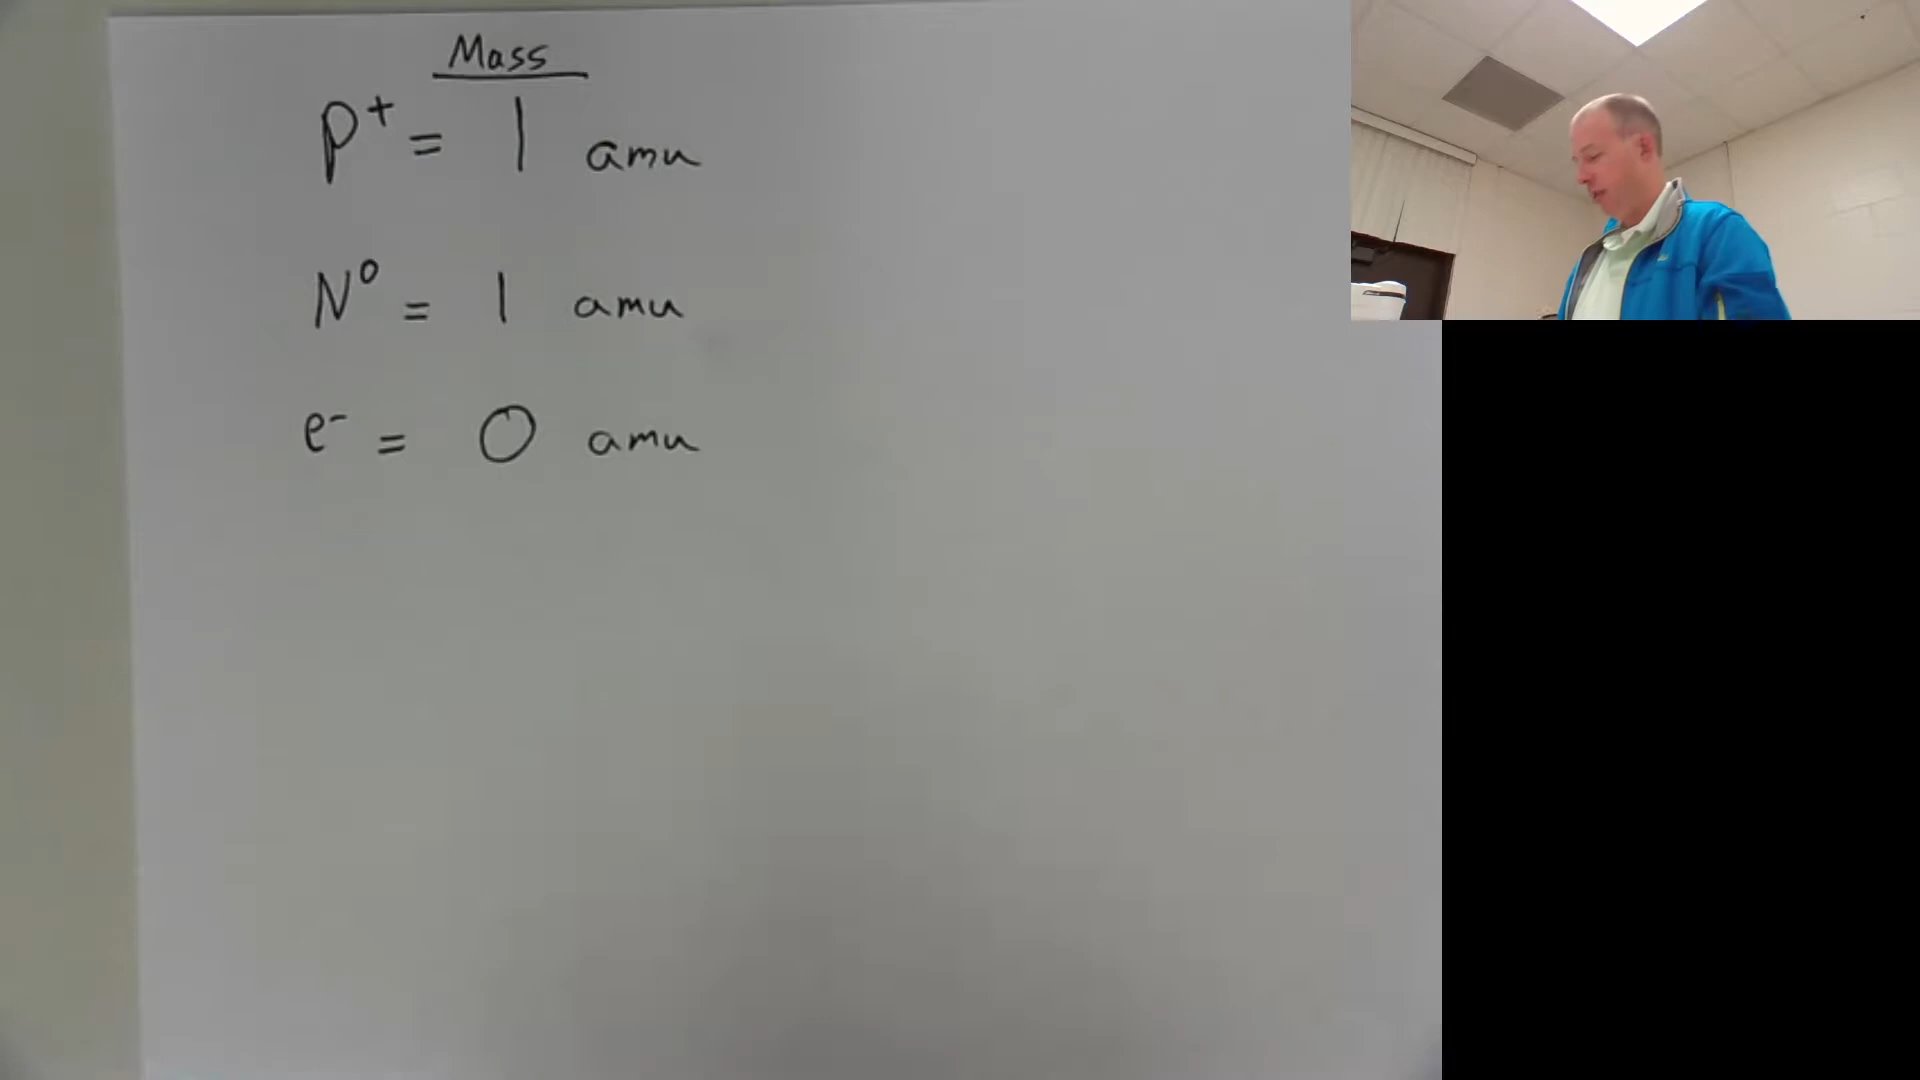 Mass
P⁺ = 1 amu
N⁰ = 1 amu
e⁻ = 0 amu